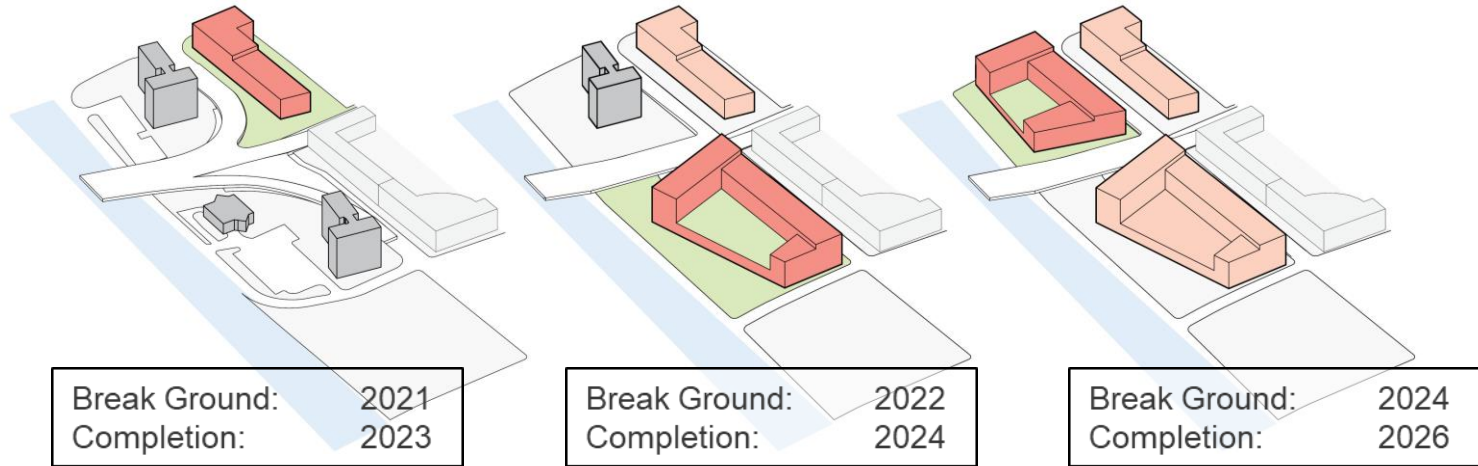 Break Ground: 2021
Completion: 2023
Break Ground: 2022
Completion: 2024
Break Ground: 2024
Completion: 2026